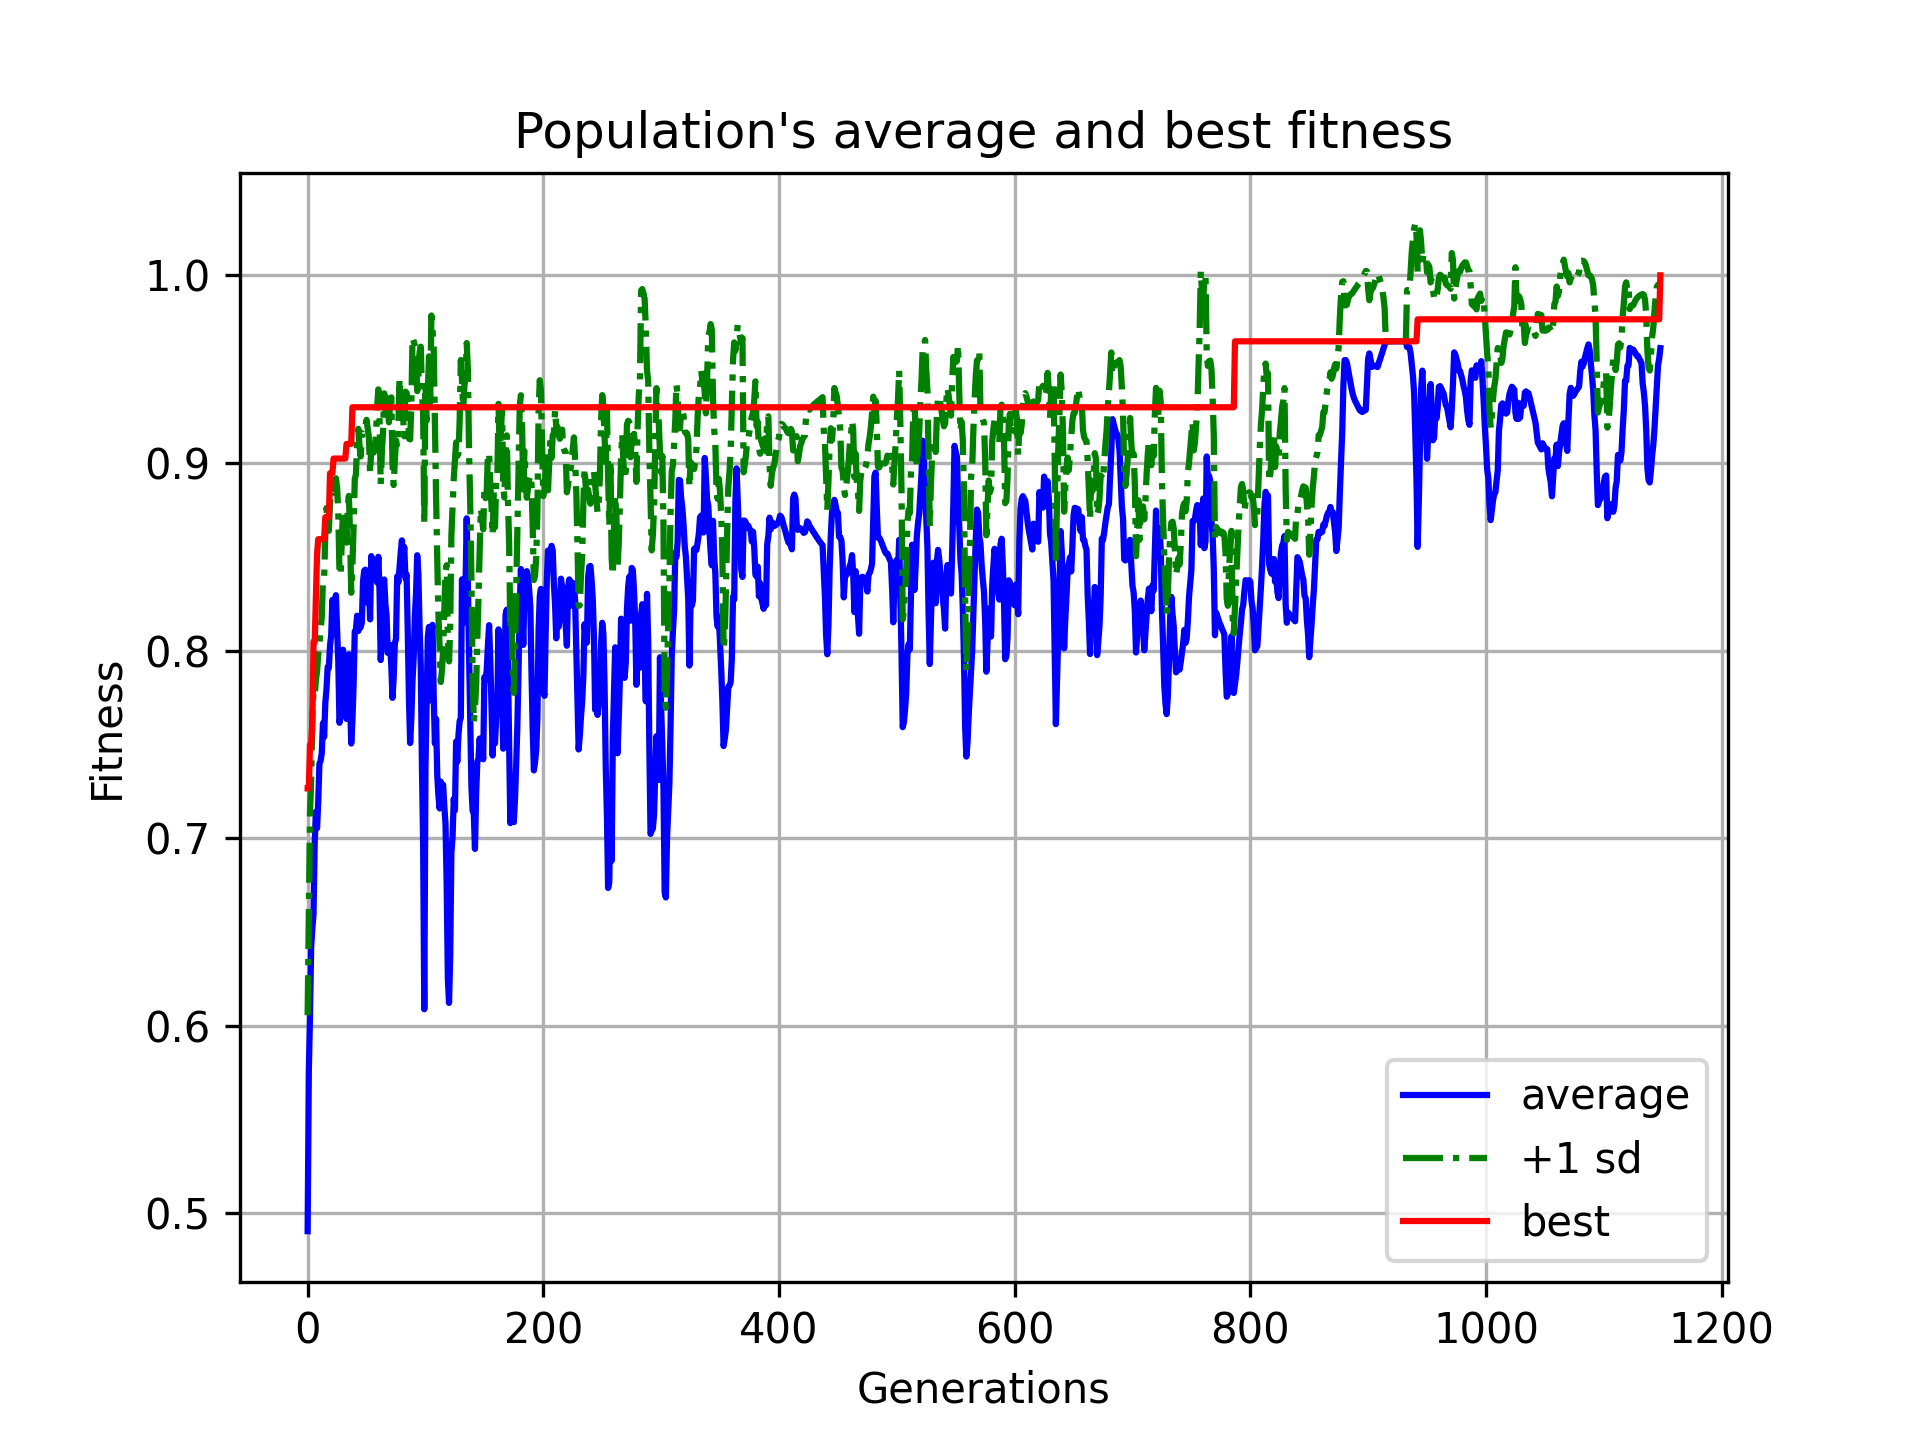 Population's average and best fitness
Fitness
1.0
0.9
0.8
0.7
0.6
0.5
average
+1 sd
best
0 200 400 600 800 1000 1200
Generations